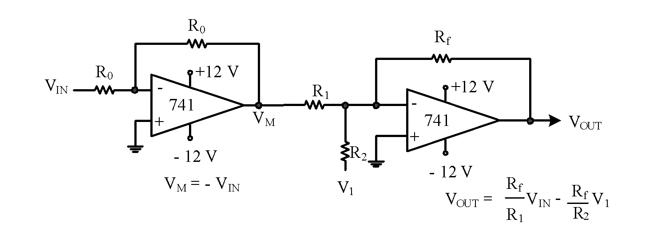 R0
Rf
VIN
R0
+12 V
-
741
+
- 12 V
VM
VM = - VIN
R1
R2
V1
+12 V
-
741
+
- 12 V
VOUT
VOUT = Rf/R1 VIN - Rf/R2 V1